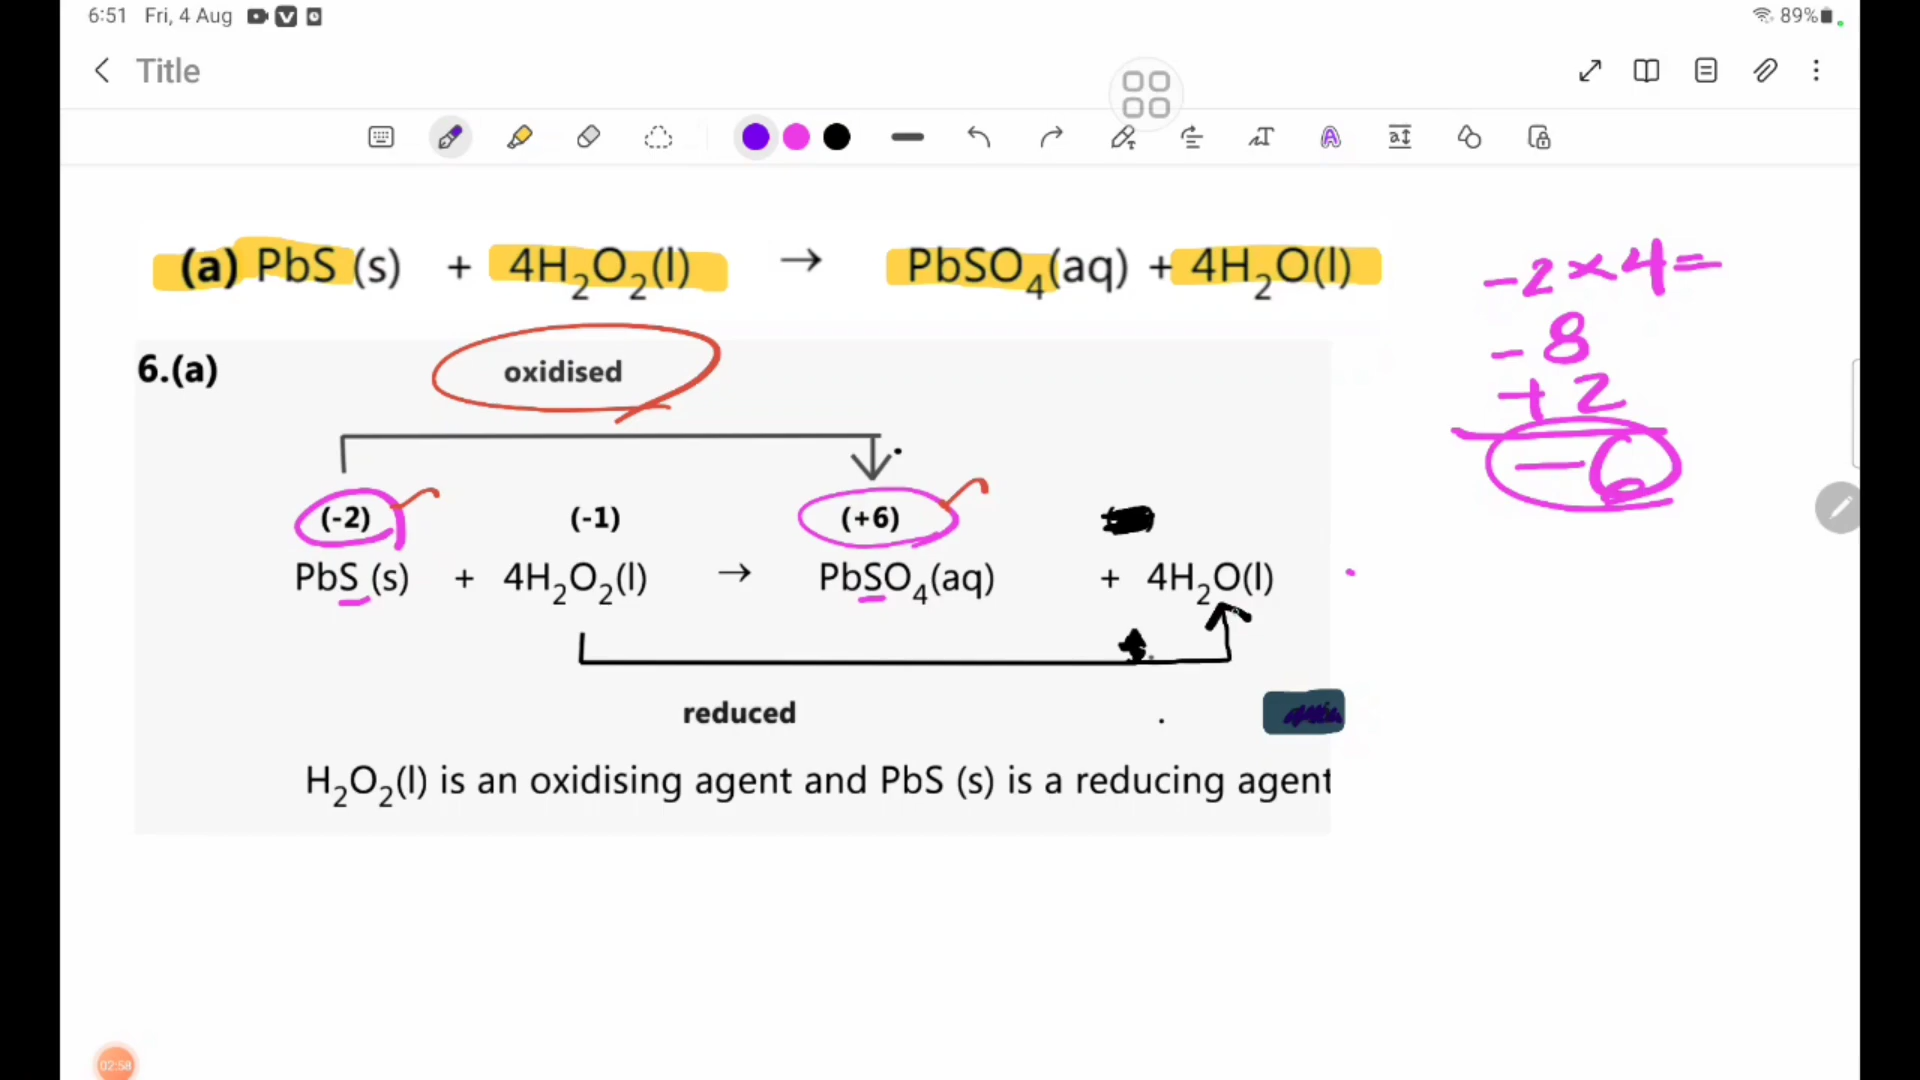 6:51 Fri, 4 Aug 89%
Title
(a) PbS (s) + 4H₂O₂(l) → PbSO₄(aq) + 4H₂O(l)
-2×4=
-8
+2
-6
6.(a)
oxidised
(-2) (-1) (+6)
PbS (s) + 4H₂O₂(l) → PbSO₄(aq) + 4H₂O(l)
reduced
H₂O₂(l) is an oxidising agent and PbS (s) is a reducing agent
02:58